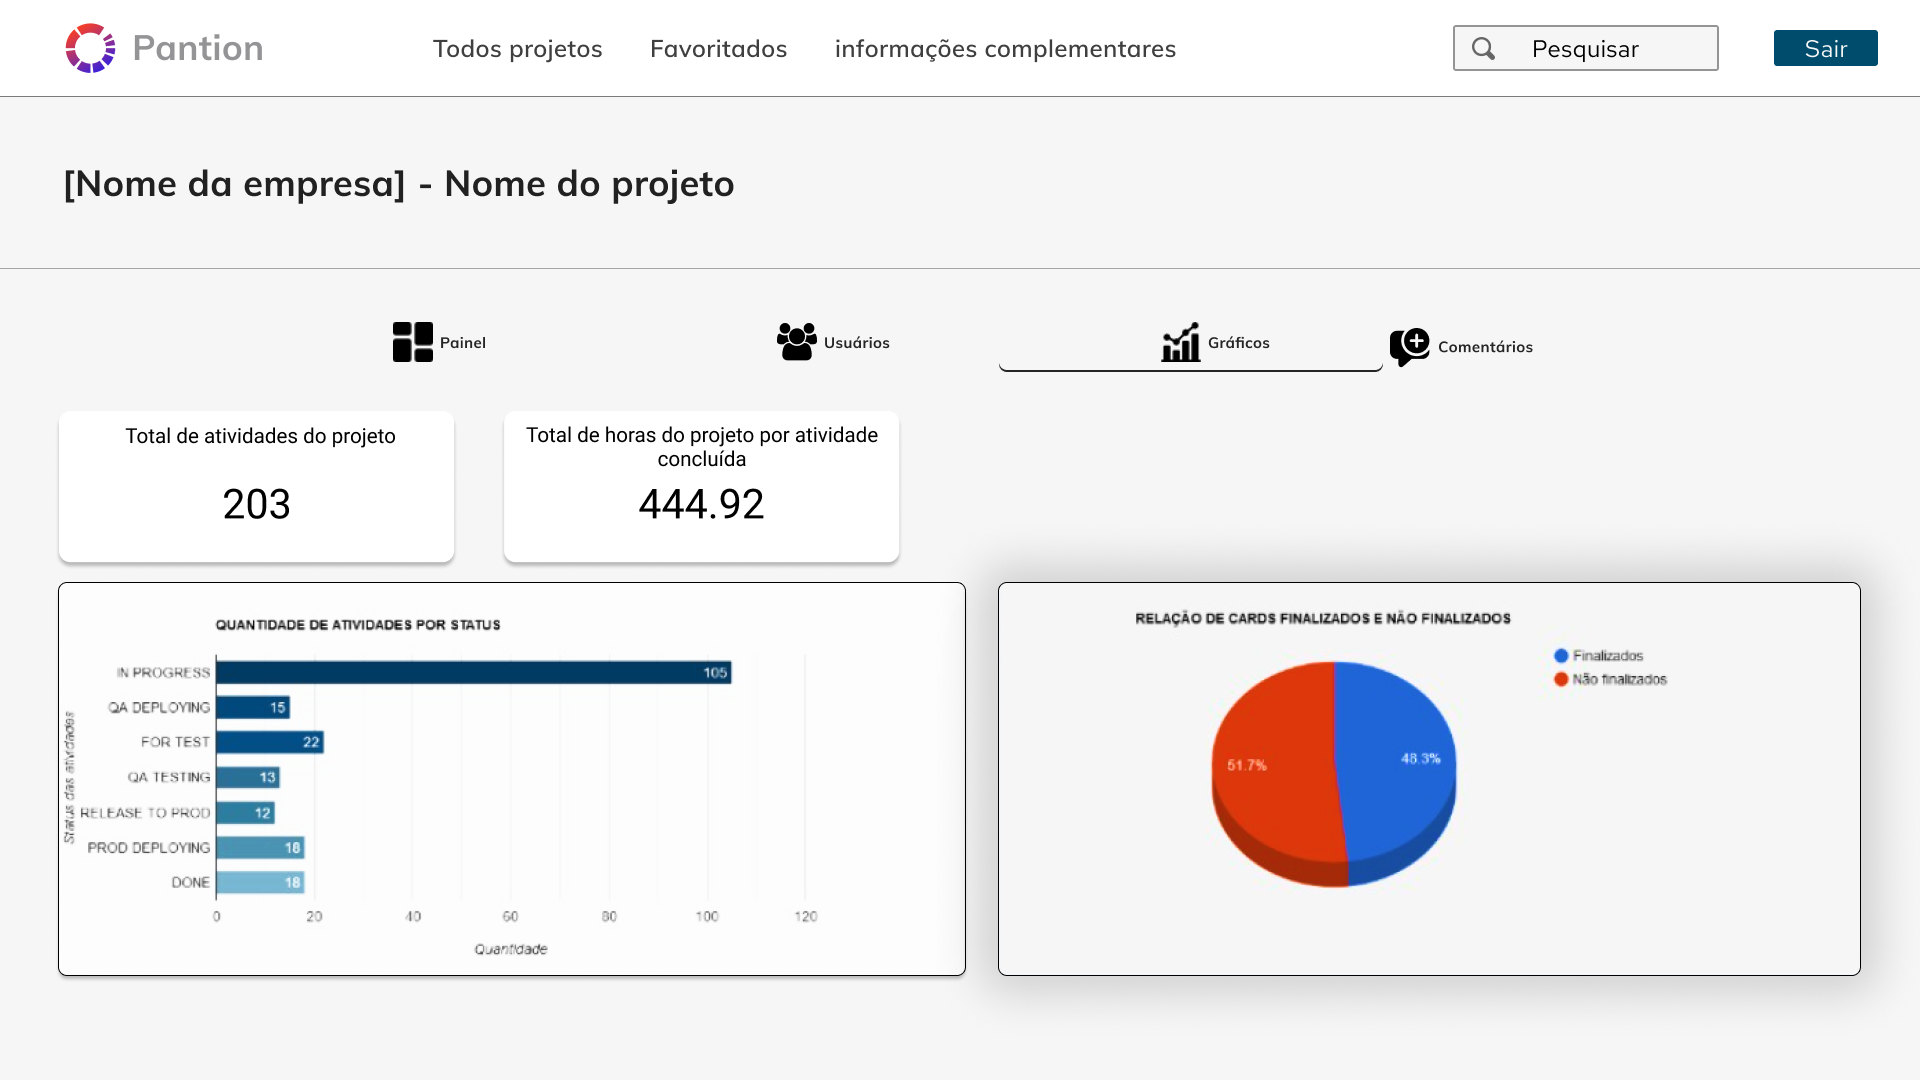 Pantion
Todos projetos
Favoritados
informações complementares
Pesquisar
Sair
[Nome da empresa] - Nome do projeto
Painel
Usuários
Gráficos
Comentários
Total de atividades do projeto
203
Total de horas do projeto por atividade
concluída
444.92
QUANTIDADE DE ATIVIDADES POR STATUS
Status das atividades
IN PROGRESS 105
QA DEPLOYING 15
FOR TEST 22
QA TESTING 13
RELEASE TO PROD 12
PROD DEPLOYING 18
DONE 18
0 20 40 60 80 100 120
Quantidade
RELAÇÃO DE CARDS FINALIZADOS E NÃO FINALIZADOS
Finalizados
Não finalizados
51.7%
48.3%